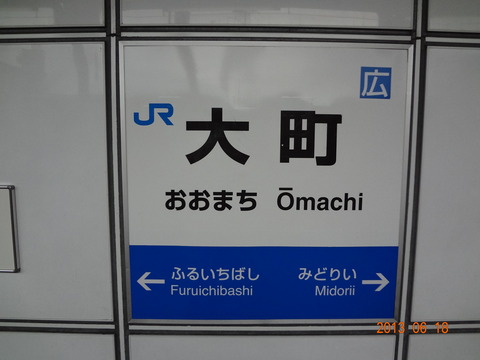 広
JR
大町
おおまち Ōmachi
← ふるいちばし みどりい →
Furuichibashi Midorii
2013 06 16